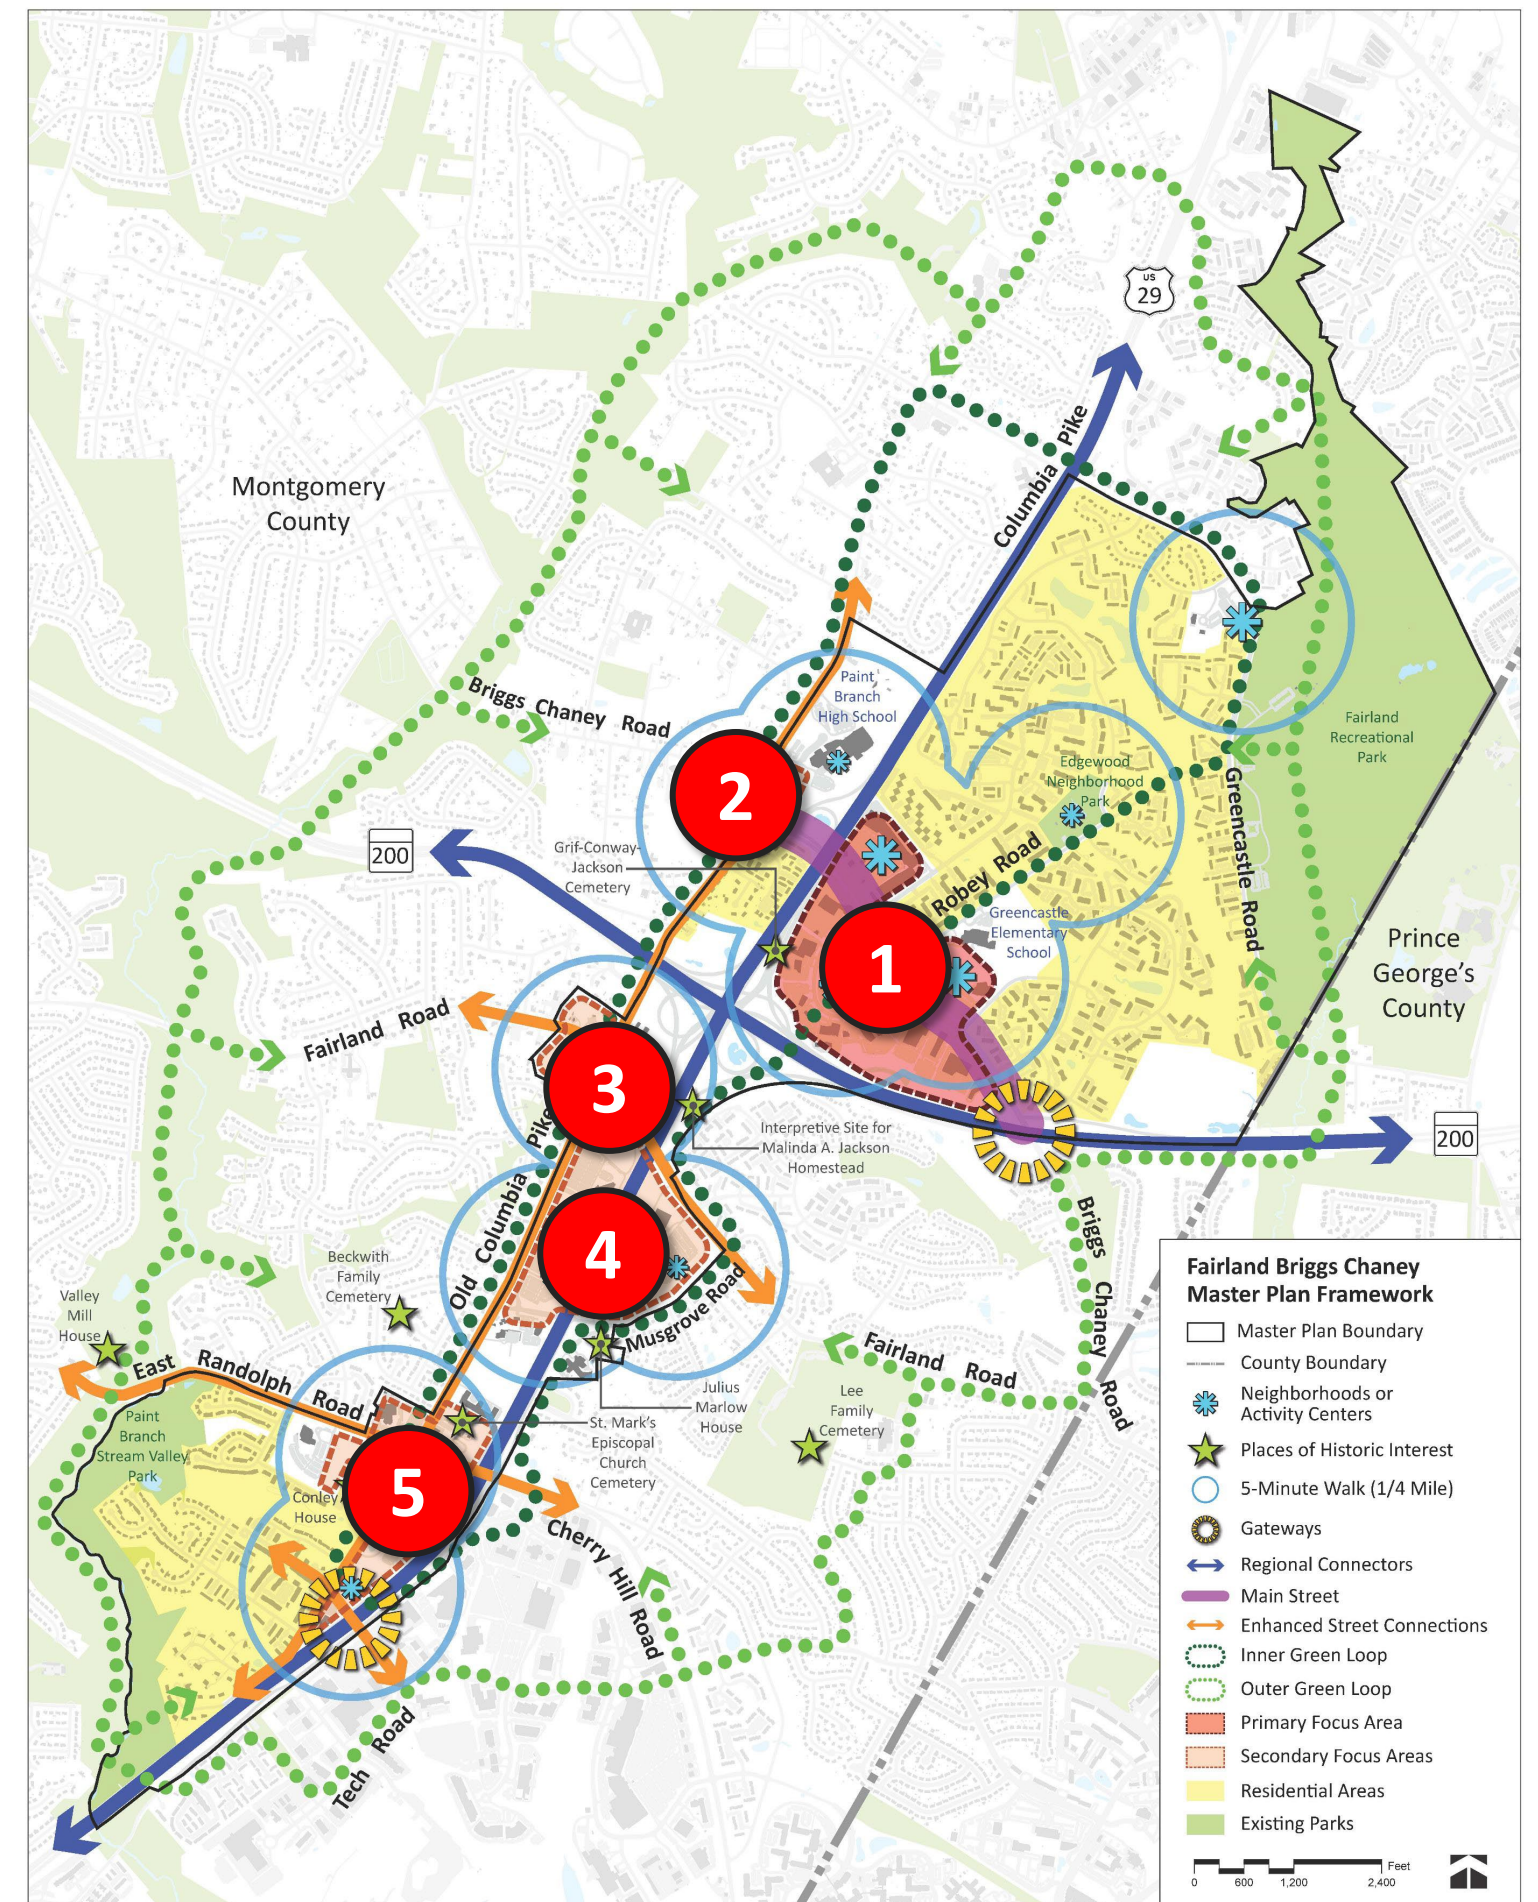 US
29
Columbia Pike
Montgomery
County
Paint
Branch
High School
Briggs Chaney Road
Fairland
Recreational
Park
Edgewood
Neighborhood
Park
2
200
Grif-Conway-
Jackson
Cemetery
Robey Road
Greencastle Road
Greencastle
Elementary
School
1
Prince
George's
County
Fairland Road
3
Interpretive Site for
Malinda A. Jackson
Homestead
200
Old Columbia Pike
4
Musgrove Road
Briggs Chaney Road
Beckwith
Family
Cemetery
Valley
Mill
House
East Randolph Road
Fairland Road
Julius
Marlow
House
Lee
Family
Cemetery
St. Mark's
Episcopal
Church
Cemetery
Paint
Branch
Stream Valley
Park
Conley
House
5
Cherry Hill Road
Tech Road
Fairland Briggs Chaney
Master Plan Framework
Master Plan Boundary
County Boundary
Neighborhoods or
Activity Centers
Places of Historic Interest
5-Minute Walk (1/4 Mile)
Gateways
Regional Connectors
Main Street
Enhanced Street Connections
Inner Green Loop
Outer Green Loop
Primary Focus Area
Secondary Focus Areas
Residential Areas
Existing Parks
Feet
0 600 1,200 2,400